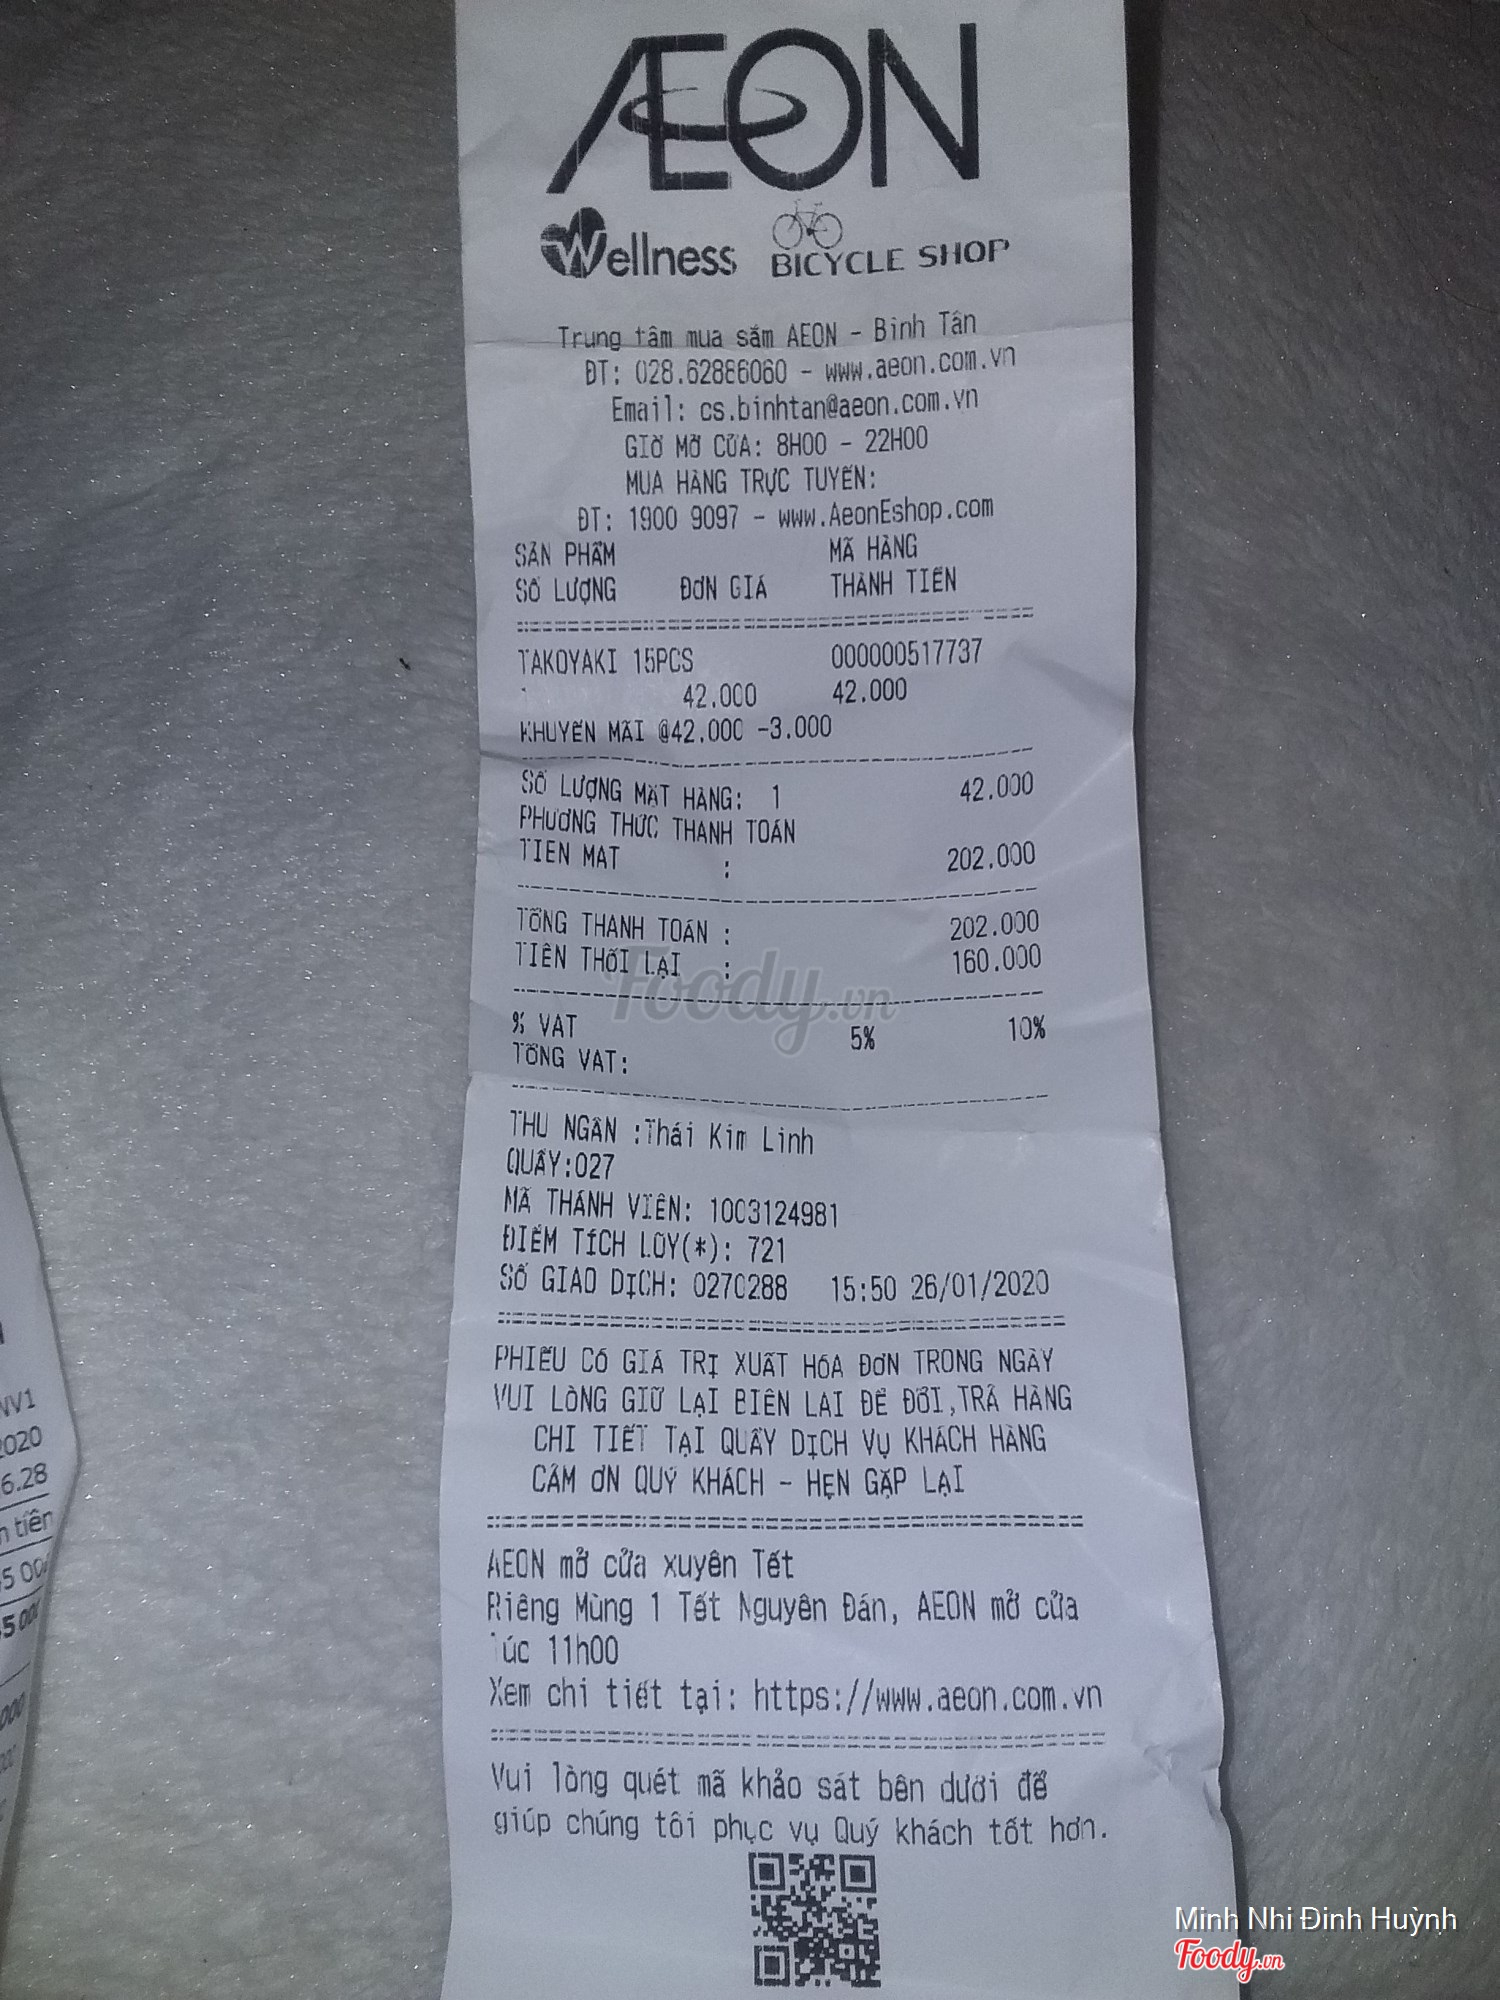 ÆON
Wellness BICYCLE SHOP
Trung tâm mua sắm AEON - Bình Tân
ĐT: 028.62886060 - www.aeon.com.vn
Email: cs.binhtan@aeon.com.vn
GIỜ MỞ CỬA: 8H00 - 22H00
MUA HÀNG TRỰC TUYẾN:
ĐT: 1900 9097 - www.AeonEshop.com
SẢN PHẨM MÃ HÀNG
SỐ LƯỢNG ĐƠN GIÁ THÀNH TIỀN
TAKOYAKI 15PCS 000000517737
42.000 42.000
KHUYẾN MÃI @42.000 -3.000
SỐ LƯỢNG MẶT HÀNG: 1 42.000
PHƯƠNG THỨC THANH TOÁN
TIỀN MẶT : 202.000
TỔNG THANH TOÁN : 202.000
TIỀN THỐI LẠI : 160.000
Foody.vn
% VAT 5% 10%
TỔNG VAT:
THU NGÂN :Thái Kim Linh
QUẦY:027
MÃ THÀNH VIÊN: 1003124981
ĐIỂM TÍCH LŨY(*): 721
SỐ GIAO DỊCH: 0270288 15:50 26/01/2020
PHIẾU CÓ GIÁ TRỊ XUẤT HÓA ĐƠN TRONG NGÀY
VUI LÒNG GIỮ LẠI BIÊN LAI ĐỂ ĐỔI,TRẢ HÀNG
CHI TIẾT TẠI QUẦY DỊCH VỤ KHÁCH HÀNG
CẢM ƠN QUÝ KHÁCH - HẸN GẶP LẠI
AEON mở cửa xuyên Tết
Riêng Mùng 1 Tết Nguyên Đán, AEON mở cửa
lúc 11h00
Xem chi tiết tại: https://www.aeon.com.vn
Vui lòng quét mã khảo sát bên dưới để
giúp chúng tôi phục vụ Quý khách tốt hơn.
NV1
2020
6.28
tiền
Minh Nhi Đinh Huỳnh
Foody.vn